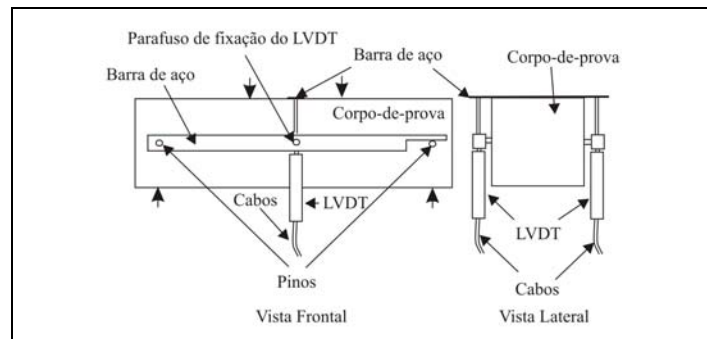 Parafuso de fixação do LVDT
Barra de aço
Barra de aço
Corpo-de-prova
Corpo-de-prova
Cabos
LVDT
LVDT
Pinos
Cabos
Vista Frontal
Vista Lateral